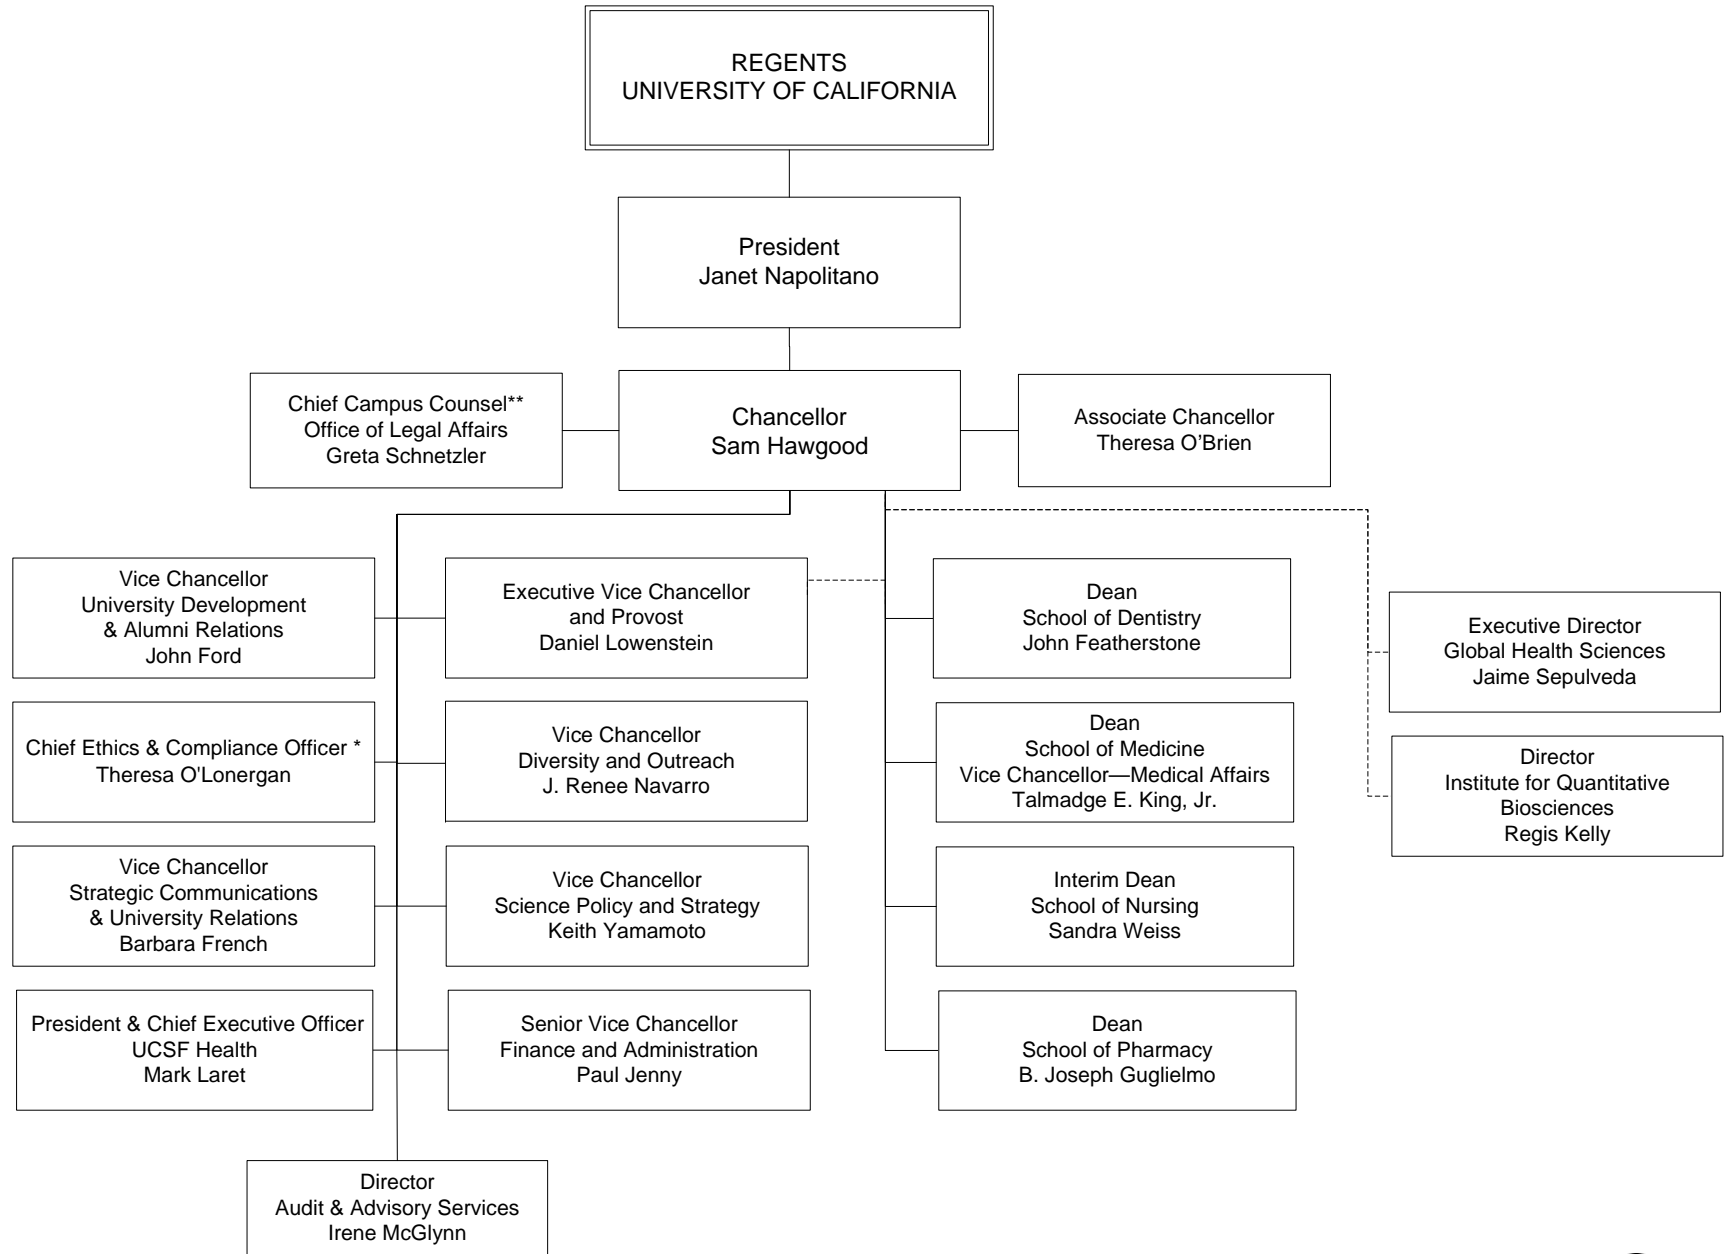 REGENTS
UNIVERSITY OF CALIFORNIA
President
Janet Napolitano
Chief Campus Counsel**
Office of Legal Affairs
Greta Schnetzler
Chancellor
Sam Hawgood
Associate Chancellor
Theresa O’Brien
Vice Chancellor
University Development
& Alumni Relations
John Ford
Executive Vice Chancellor
and Provost
Daniel Lowenstein
Dean
School of Dentistry
John Featherstone
Executive Director
Global Health Sciences
Jaime Sepulveda
Chief Ethics & Compliance Officer *
Theresa O'Lonergan
Vice Chancellor
Diversity and Outreach
J. Renee Navarro
Dean
School of Medicine
Vice Chancellor—Medical Affairs
Talmadge E. King, Jr.
Director
Institute for Quantitative
Biosciences
Regis Kelly
Vice Chancellor
Strategic Communications
& University Relations
Barbara French
Vice Chancellor
Science Policy and Strategy
Keith Yamamoto
Interim Dean
School of Nursing
Sandra Weiss
President & Chief Executive Officer
UCSF Health
Mark Laret
Senior Vice Chancellor
Finance and Administration
Paul Jenny
Dean
School of Pharmacy
B. Joseph Guglielmo
Director
Audit & Advisory Services
Irene McGlynn